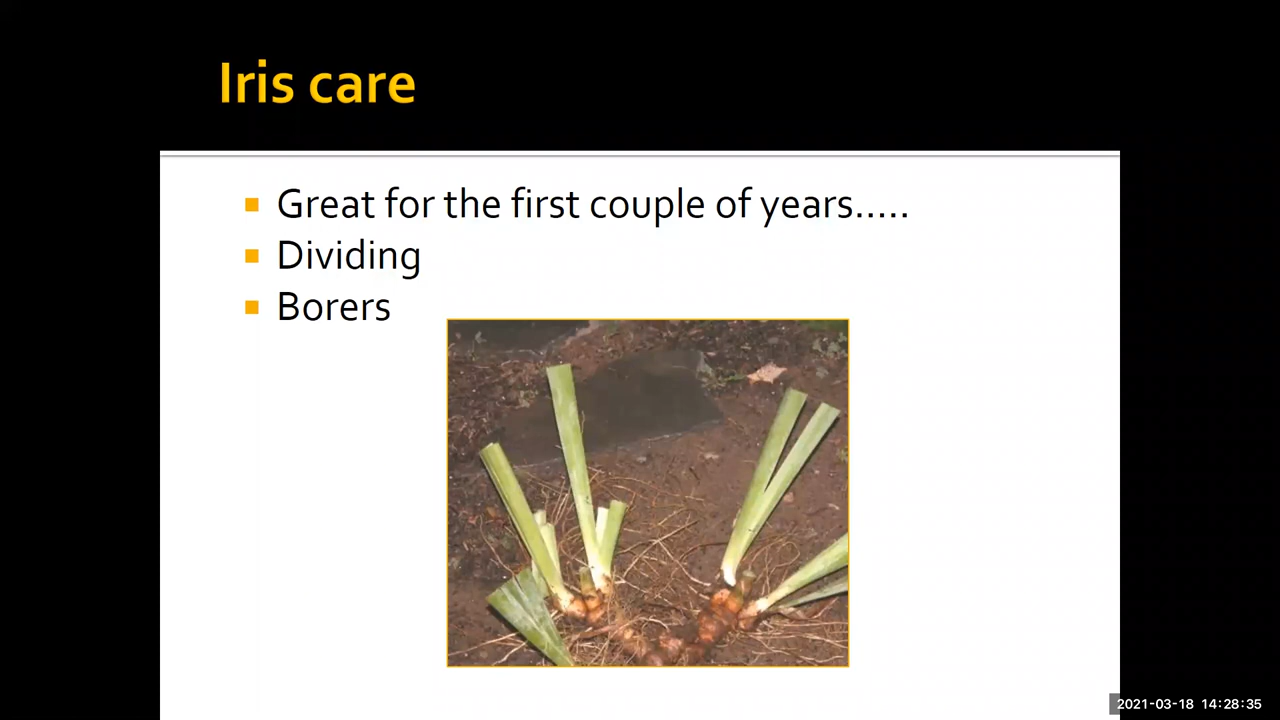 Iris care
Great for the first couple of years.....
Dividing
Borers
2021-03-18 14:28:35